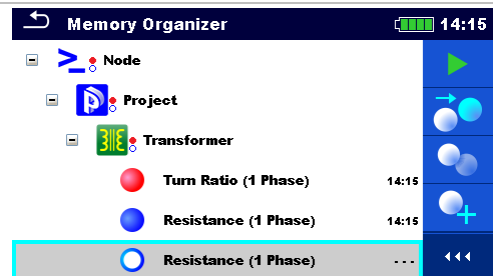 Memory Organizer 14:15
Node
Project
Transformer
Turn Ratio (1 Phase) 14:15
Resistance (1 Phase) 14:15
Resistance (1 Phase) ---